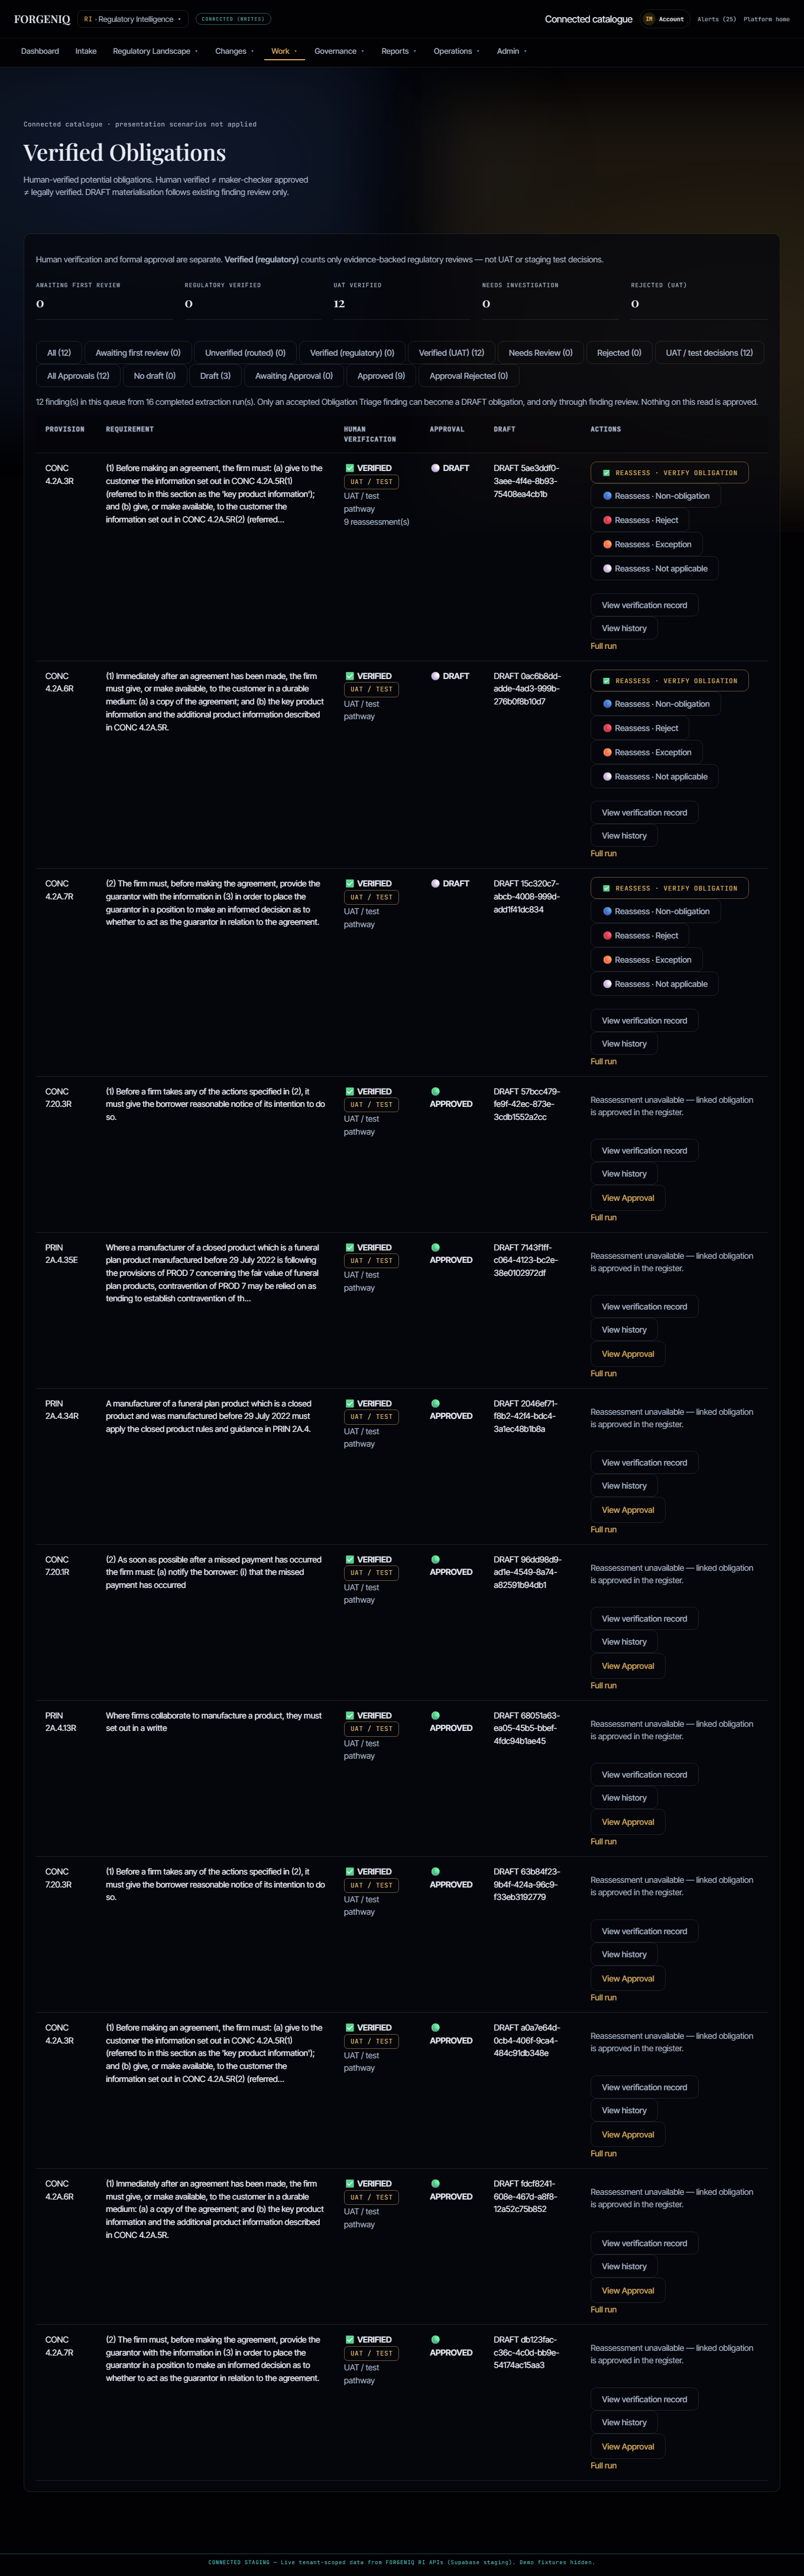 FORGENIQ
RI · Regulatory Intelligence
CONNECTED (WRITES)
Connected catalogue
IM Account
Alerts (25)
Platform home
Dashboard
Intake
Regulatory Landscape
Changes
Work
Governance
Reports
Operations
Admin
Connected catalogue · presentation scenarios not applied
Verified Obligations
Human-verified potential obligations. Human verified ≠ maker-checker approved
≠ legally verified. DRAFT materialisation follows existing finding review only.
Human verification and formal approval are separate. Verified (regulatory) counts only evidence-backed regulatory reviews — not UAT or staging test decisions.
AWAITING FIRST REVIEW
0
REGULATORY VERIFIED
0
UAT VERIFIED
12
NEEDS INVESTIGATION
0
REJECTED (UAT)
0
All (12)
Awaiting first review (0)
Unverified (routed) (0)
Verified (regulatory) (0)
Verified (UAT) (12)
Needs Review (0)
Rejected (0)
UAT / test decisions (12)
All Approvals (12)
No draft (0)
Draft (3)
Awaiting Approval (0)
Approved (9)
Approval Rejected (0)
12 finding(s) in this queue from 16 completed extraction run(s). Only an accepted Obligation Triage finding can become a DRAFT obligation, and only through finding review. Nothing on this read is approved.
PROVISION
REQUIREMENT
HUMAN
VERIFICATION
APPROVAL
DRAFT
ACTIONS
CONC
4.2A.3R
(1) Before making an agreement, the firm must: (a) give to the
customer the information set out in CONC 4.2A.5R(1)
(referred to in this section as the 'key product information');
and (b) give, or make available, to the customer the
information set out in CONC 4.2A.5R(2) (referred...
VERIFIED
UAT / TEST
UAT / test
pathway
9 reassessment(s)
DRAFT
DRAFT 5ae3ddf0-
3aee-4f4e-8b93-
75408ea4cb1b
REASSESS · VERIFY OBLIGATION
Reassess · Non-obligation
Reassess · Reject
Reassess · Exception
Reassess · Not applicable
View verification record
View history
Full run
CONC
4.2A.6R
(1) Immediately after an agreement has been made, the firm
must give, or make available, to the customer in a durable
medium: (a) a copy of the agreement; and (b) the key product
information and the additional product information described
in CONC 4.2A.5R.
VERIFIED
UAT / TEST
UAT / test
pathway
DRAFT
DRAFT 0ac6b8dd-
adde-4ad3-999b-
276b0f8b10d7
REASSESS · VERIFY OBLIGATION
Reassess · Non-obligation
Reassess · Reject
Reassess · Exception
Reassess · Not applicable
View verification record
View history
Full run
CONC
4.2A.7R
(2) The firm must, before making the agreement, provide the
guarantor with the information in (3) in order to place the
guarantor in a position to make an informed decision as to
whether to act as the guarantor in relation to the agreement.
VERIFIED
UAT / TEST
UAT / test
pathway
DRAFT
DRAFT 15c320c7-
abcb-4008-999d-
add1f41dc834
REASSESS · VERIFY OBLIGATION
Reassess · Non-obligation
Reassess · Reject
Reassess · Exception
Reassess · Not applicable
View verification record
View history
Full run
CONC
7.20.3R
(1) Before a firm takes any of the actions specified in (2), it
must give the borrower reasonable notice of its intention to do
so.
VERIFIED
UAT / TEST
UAT / test
pathway
APPROVED
DRAFT 57bcc479-
fe9f-42ec-873e-
3cdb1552a2cc
Reassessment unavailable — linked obligation
is approved in the register.
View verification record
View history
View Approval
Full run
PRIN
2A.4.35E
Where a manufacturer of a closed product which is a funeral
plan product manufactured before 29 July 2022 is following
the provisions of PROD 7 concerning the fair value of funeral
plan products, contravention of PROD 7 may be relied on as
tending to establish contravention of th...
VERIFIED
UAT / TEST
UAT / test
pathway
APPROVED
DRAFT 7143f1ff-
c064-4123-bc2e-
38e0102972df
Reassessment unavailable — linked obligation
is approved in the register.
View verification record
View history
View Approval
Full run
PRIN
2A.4.34R
A manufacturer of a funeral plan product which is a closed
product and was manufactured before 29 July 2022 must
apply the closed product rules and guidance in PRIN 2A.4.
VERIFIED
UAT / TEST
UAT / test
pathway
APPROVED
DRAFT 2046ef71-
f8b2-42f4-bdc4-
3a1ec48b1b8a
Reassessment unavailable — linked obligation
is approved in the register.
View verification record
View history
View Approval
Full run
CONC
7.20.1R
(2) As soon as possible after a missed payment has occurred
the firm must: (a) notify the borrower: (i) that the missed
payment has occurred
VERIFIED
UAT / TEST
UAT / test
pathway
APPROVED
DRAFT 96dd98d9-
ad1e-4549-8a74-
a82591b94db1
Reassessment unavailable — linked obligation
is approved in the register.
View verification record
View history
View Approval
Full run
PRIN
2A.4.13R
Where firms collaborate to manufacture a product, they must
set out in a writte
VERIFIED
UAT / TEST
UAT / test
pathway
APPROVED
DRAFT 68051a63-
ea05-45b5-bbef-
4fdc94b1ae45
Reassessment unavailable — linked obligation
is approved in the register.
View verification record
View history
View Approval
Full run
CONC
7.20.3R
(1) Before a firm takes any of the actions specified in (2), it
must give the borrower reasonable notice of its intention to do
so.
VERIFIED
UAT / TEST
UAT / test
pathway
APPROVED
DRAFT 63b84f23-
9b4f-424a-96c9-
f33eb3192779
Reassessment unavailable — linked obligation
is approved in the register.
View verification record
View history
View Approval
Full run
CONC
4.2A.3R
(1) Before making an agreement, the firm must: (a) give to the
customer the information set out in CONC 4.2A.5R(1)
(referred to in this section as the 'key product information');
and (b) give, or make available, to the customer the
information set out in CONC 4.2A.5R(2) (referred...
VERIFIED
UAT / TEST
UAT / test
pathway
APPROVED
DRAFT a0a7e64d-
0cb4-406f-9ca4-
484c91db348e
Reassessment unavailable — linked obligation
is approved in the register.
View verification record
View history
View Approval
Full run
CONC
4.2A.6R
(1) Immediately after an agreement has been made, the firm
must give, or make available, to the customer in a durable
medium: (a) a copy of the agreement; and (b) the key product
information and the additional product information described
in CONC 4.2A.5R.
VERIFIED
UAT / TEST
UAT / test
pathway
APPROVED
DRAFT fdcf8241-
608e-467d-a8f8-
12a52c75b852
Reassessment unavailable — linked obligation
is approved in the register.
View verification record
View history
View Approval
Full run
CONC
4.2A.7R
(2) The firm must, before making the agreement, provide the
guarantor with the information in (3) in order to place the
guarantor in a position to make an informed decision as to
whether to act as the guarantor in relation to the agreement.
VERIFIED
UAT / TEST
UAT / test
pathway
APPROVED
DRAFT db123fac-
c36c-4c0d-bb9e-
54174ac15aa3
Reassessment unavailable — linked obligation
is approved in the register.
View verification record
View history
View Approval
Full run
CONNECTED STAGING — Live tenant-scoped data from FORGENIQ RI APIs (Supabase staging). Demo fixtures hidden.